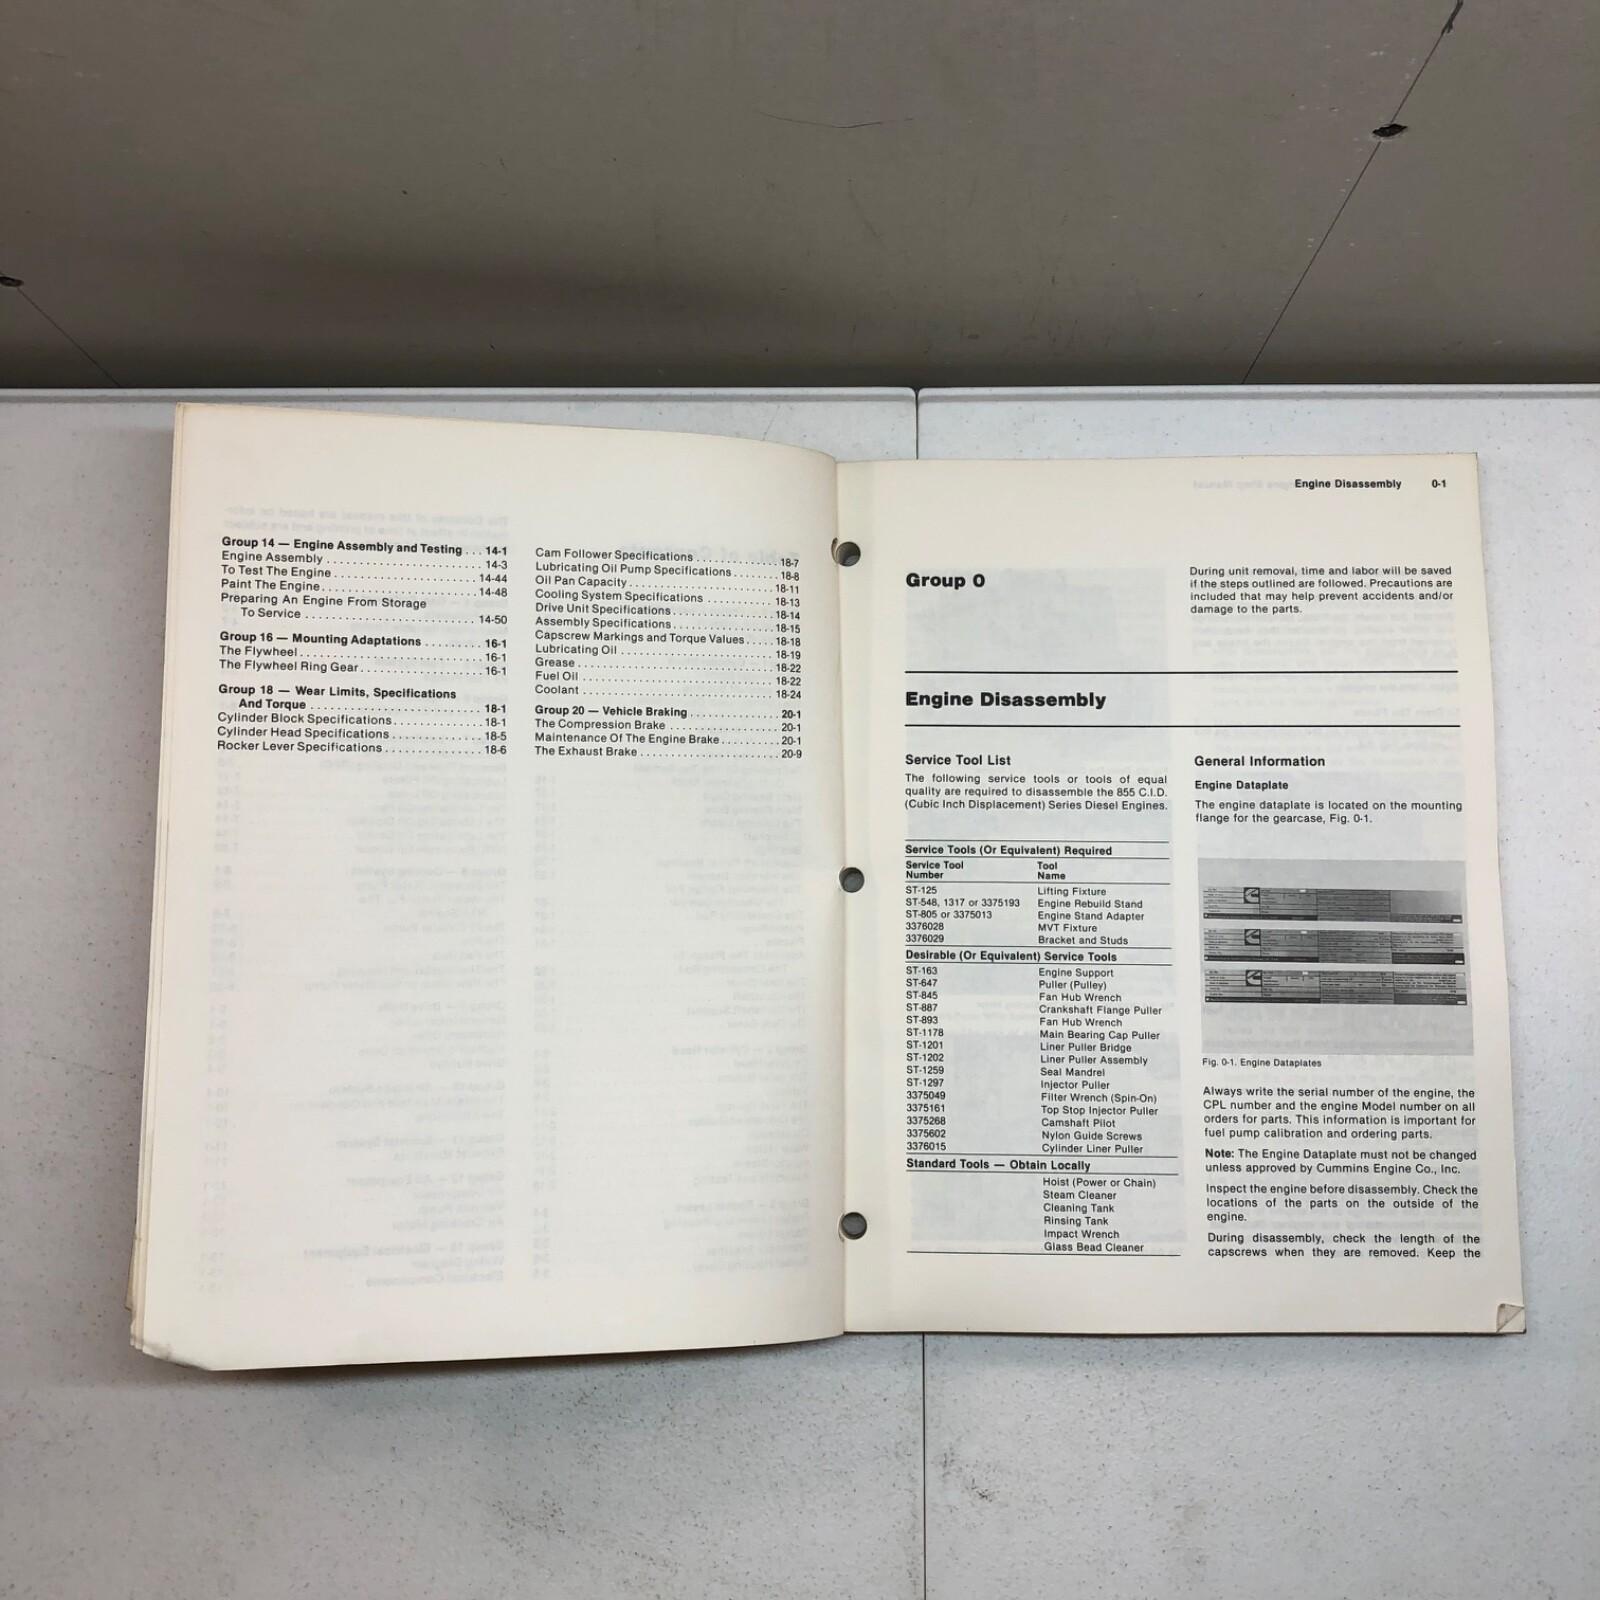 Group 14 — Engine Assembly and Testing . . . 14-1
Engine Assembly . . . . . . . . . . . . . . . . . . . . . . . 14-3
To Test The Engine . . . . . . . . . . . . . . . . . . . . . 14-44
Paint The Engine . . . . . . . . . . . . . . . . . . . . . . . 14-48
Preparing An Engine From Storage
To Service . . . . . . . . . . . . . . . . . . . . . . . . . 14-50
Group 16 — Mounting Adaptations . . . . . . . . . 16-1
The Flywheel . . . . . . . . . . . . . . . . . . . . . . . . . . 16-1
The Flywheel Ring Gear . . . . . . . . . . . . . . . . . . 16-1
Group 18 — Wear Limits, Specifications
And Torque . . . . . . . . . . . . . . . . . . . . . . . . . 18-1
Cylinder Block Specifications . . . . . . . . . . . . . 18-1
Cylinder Head Specifications . . . . . . . . . . . . . 18-5
Rocker Lever Specifications . . . . . . . . . . . . . . 18-6
Cam Follower Specifications . . . . . . . . . . . . 18-7
Lubricating Oil Pump Specifications . . . . . . . 18-8
Oil Pan Capacity . . . . . . . . . . . . . . . . . . . . . . 18-11
Cooling System Specifications . . . . . . . . . . 18-13
Drive Unit Specifications . . . . . . . . . . . . . . . 18-14
Assembly Specifications . . . . . . . . . . . . . . . 18-15
Capscrew Markings and Torque Values . . . . . 18-18
Lubricating Oil . . . . . . . . . . . . . . . . . . . . . . . 18-19
Grease . . . . . . . . . . . . . . . . . . . . . . . . . . . . . 18-22
Fuel Oil . . . . . . . . . . . . . . . . . . . . . . . . . . . . 18-22
Coolant . . . . . . . . . . . . . . . . . . . . . . . . . . . . 18-24
Group 20 — Vehicle Braking . . . . . . . . . . . . . 20-1
The Compression Brake . . . . . . . . . . . . . . . . 20-1
Maintenance Of The Engine Brake . . . . . . . . . . 20-1
The Exhaust Brake . . . . . . . . . . . . . . . . . . . . 20-9
Engine Disassembly 0-1
Group 0
During unit removal, time and labor will be saved
if the steps outlined are followed. Precautions are
included that may help prevent accidents and/or
damage to the parts.
Engine Disassembly
Service Tool List
The following service tools or tools of equal
quality are required to disassemble the 855 C.I.D.
(Cubic Inch Displacement) Series Diesel Engines.
Service Tools (Or Equivalent) Required
Service Tool Tool
Number Name
ST-125 Lifting Fixture
ST-548, 1317 or 3375193 Engine Rebuild Stand
ST-805 or 3375013 Engine Stand Adapter
3376028 MVT Fixture
3376029 Bracket and Studs
Desirable (Or Equivalent) Service Tools
ST-163 Engine Support
ST-647 Puller (Pulley)
ST-845 Fan Hub Wrench
ST-887 Crankshaft Flange Puller
ST-893 Fan Hub Wrench
ST-1178 Main Bearing Cap Puller
ST-1201 Liner Puller Bridge
ST-1202 Liner Puller Assembly
ST-1259 Seal Mandrel
ST-1297 Injector Puller
3375049 Filter Wrench (Spin-On)
3375161 Top Stop Injector Puller
3375268 Camshaft Pilot
3375602 Nylon Guide Screws
3376015 Cylinder Liner Puller
Standard Tools — Obtain Locally
Hoist (Power or Chain)
Steam Cleaner
Cleaning Tank
Rinsing Tank
Impact Wrench
Glass Bead Cleaner
General Information
Engine Dataplate
The engine dataplate is located on the mounting
flange for the gearcase, Fig. 0-1.
Fig. 0-1. Engine Dataplates
Always write the serial number of the engine, the
CPL number and the engine Model number on all
orders for parts. This information is important for
fuel pump calibration and ordering parts.
Note: The Engine Dataplate must not be changed
unless approved by Cummins Engine Co., Inc.
Inspect the engine before disassembly. Check the
locations of the parts on the outside of the
engine.
During disassembly, check the length of the
capscrews when they are removed. Keep the